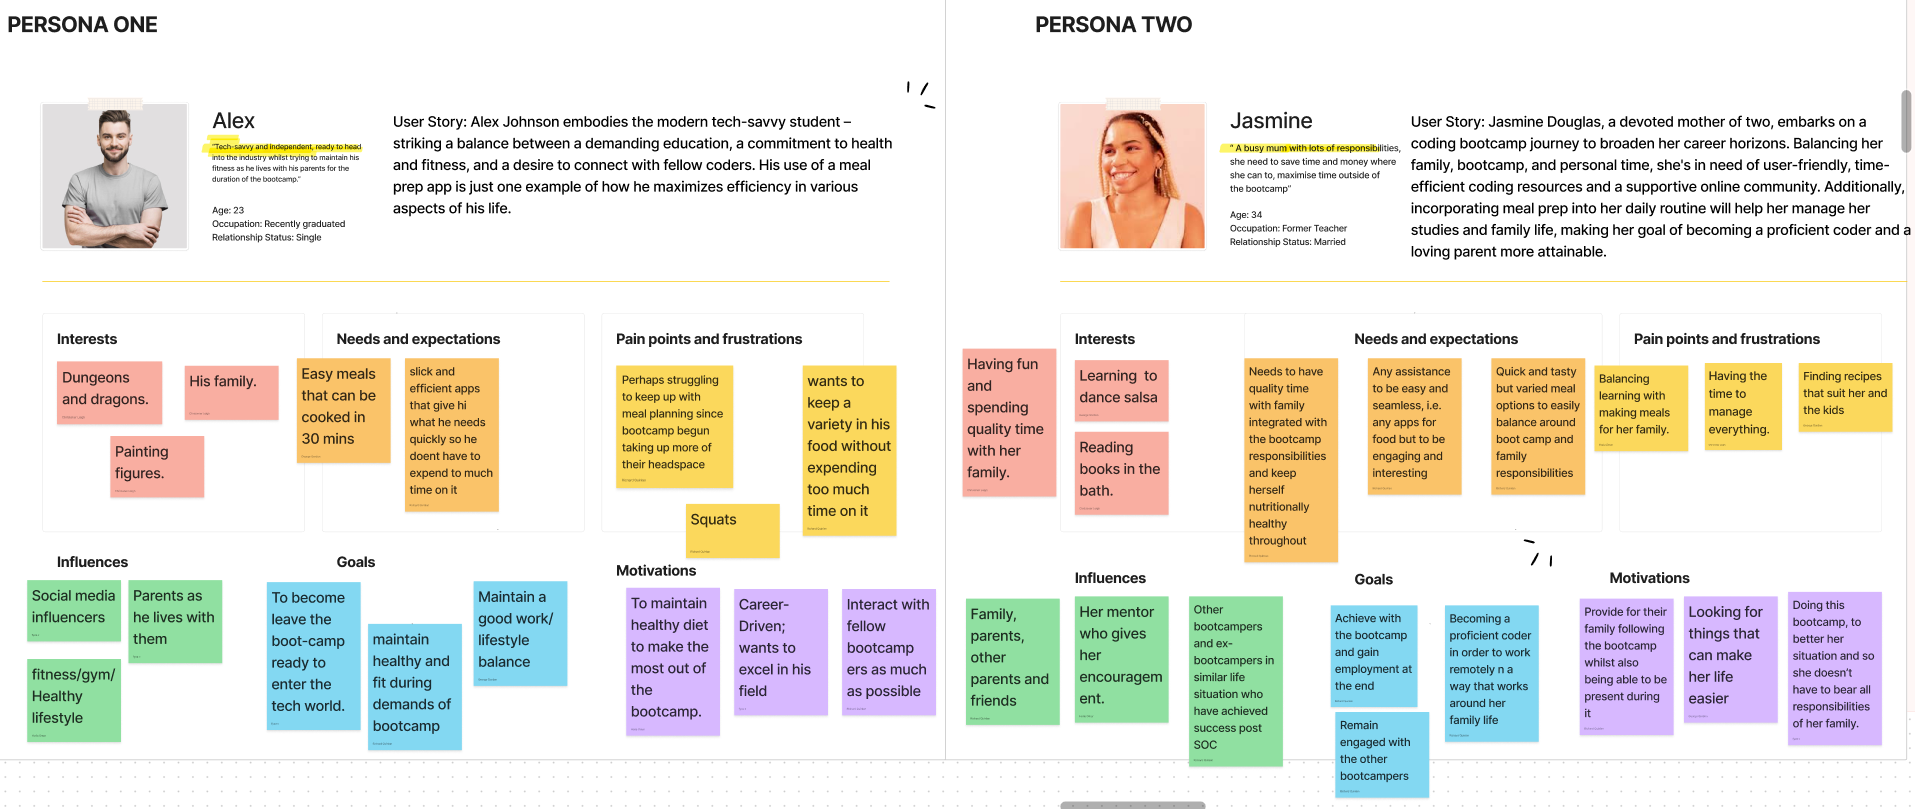 PERSONA ONE
Alex
"Tech-savvy and independent, ready to head
into the industry whilst trying to maintain his
fitness as he lives with his parents for the
duration of the bootcamp."
Age: 23
Occupation: Recently graduated
Relationship Status: Single
User Story: Alex Johnson embodies the modern tech-savvy student –
striking a balance between a demanding education, a commitment to health
and fitness, and a desire to connect with fellow coders. His use of a meal
prep app is just one example of how he maximizes efficiency in various
aspects of his life.
Interests
Dungeons
and dragons.
His family.
Painting
figures.
Needs and expectations
Easy meals
that can be
cooked in
30 mins
slick and
efficient apps
that give hi
what he needs
quickly so he
doent have to
expend to much
time on it
Pain points and frustrations
Perhaps struggling
to keep up with
meal planning since
bootcamp begun
taking up more of
their headspace
wants to
keep a
variety in his
food without
expending
too much
time on it
Squats
Influences
Social media
influencers
Parents as
he lives with
them
fitness/gym/
Healthy
lifestyle
Goals
To become
leave the
boot-camp
ready to
enter the
tech world.
maintain
healthy and
fit during
demands of
bootcamp
Maintain a
good work/
lifestyle
balance
Motivations
To maintain
healthy diet
to make the
most out of
the
bootcamp.
Career-
Driven;
wants to
excel in his
field
Interact with
fellow
bootcamp
ers as much
as possible
PERSONA TWO
Jasmine
" A busy mum with lots of responsibilities,
she need to save time and money where
she can to, maximise time outside of
the bootcamp"
Age: 34
Occupation: Former Teacher
Relationship Status: Married
User Story: Jasmine Douglas, a devoted mother of two, embarks on a
coding bootcamp journey to broaden her career horizons. Balancing her
family, bootcamp, and personal time, she's in need of user-friendly, time-
efficient coding resources and a supportive online community. Additionally,
incorporating meal prep into her daily routine will help her manage her
studies and family life, making her goal of becoming a proficient coder and a
loving parent more attainable.
Interests
Having fun
and
spending
quality time
with her
family.
Learning to
dance salsa
Reading
books in the
bath.
Needs and expectations
Needs to have
quality time
with family
integrated with
the bootcamp
responsibilities
and keep
herself
nutritionally
healthy
throughout
Any assistance
to be easy and
seamless, i.e.
any apps for
food but to be
engaging and
interesting
Quick and tasty
but varied meal
options to easily
balance around
boot camp and
family
responsibilities
Pain points and frustrations
Balancing
learning with
making meals
for her family.
Having the
time to
manage
everything.
Finding recipes
that suit her and
the kids
Influences
Family,
parents,
other
parents and
friends
Her mentor
who gives
her
encouragem
ent.
Other
bootcampers
and ex-
bootcampers in
similar life
situation who
have achieved
success post
SOC
Goals
Achieve with
the bootcamp
and gain
employment at
the end
Becoming a
proficient coder
in order to work
remotely n a
way that works
around her
family life
Remain
engaged with
the other
bootcampers
Motivations
Provide for their
family following
the bootcamp
whilst also
being able to be
present during
it
Looking for
things that
can make
her life
easier
Doing this
bootcamp, to
better her
situation and so
she doesn't
have to bear all
responsibilities
of her family.